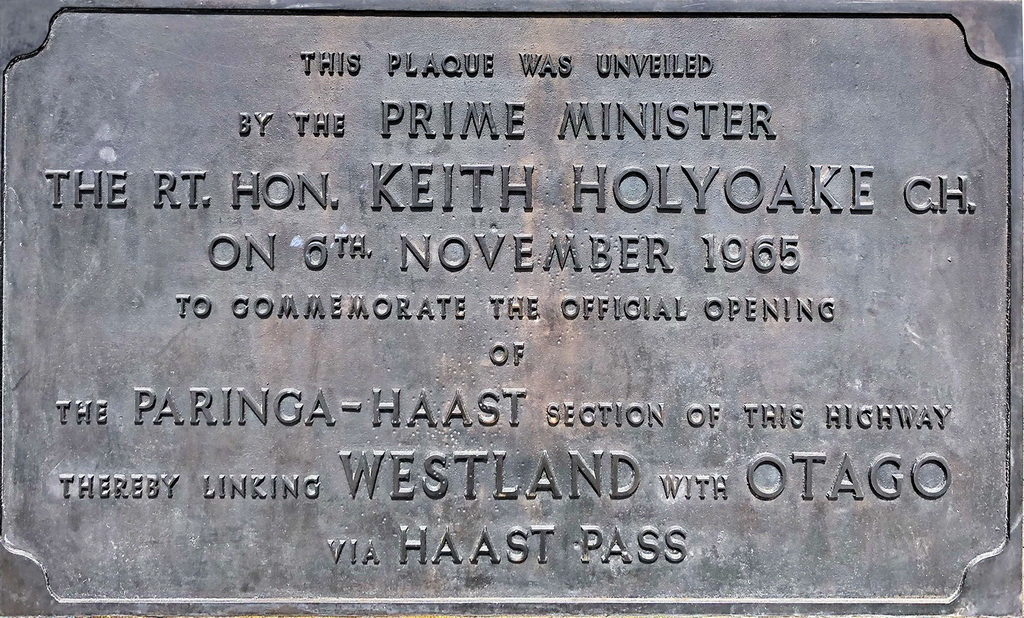 THIS PLAQUE WAS UNVEILED
BY THE PRIME MINISTER
THE RT. HON. KEITH HOLYOAKE C.H.
ON 6TH. NOVEMBER 1965
TO COMMEMORATE THE OFFICIAL OPENING
OF
THE PARINGA-HAAST SECTION OF THIS HIGHWAY
THEREBY LINKING WESTLAND WITH OTAGO
VIA HAAST PASS